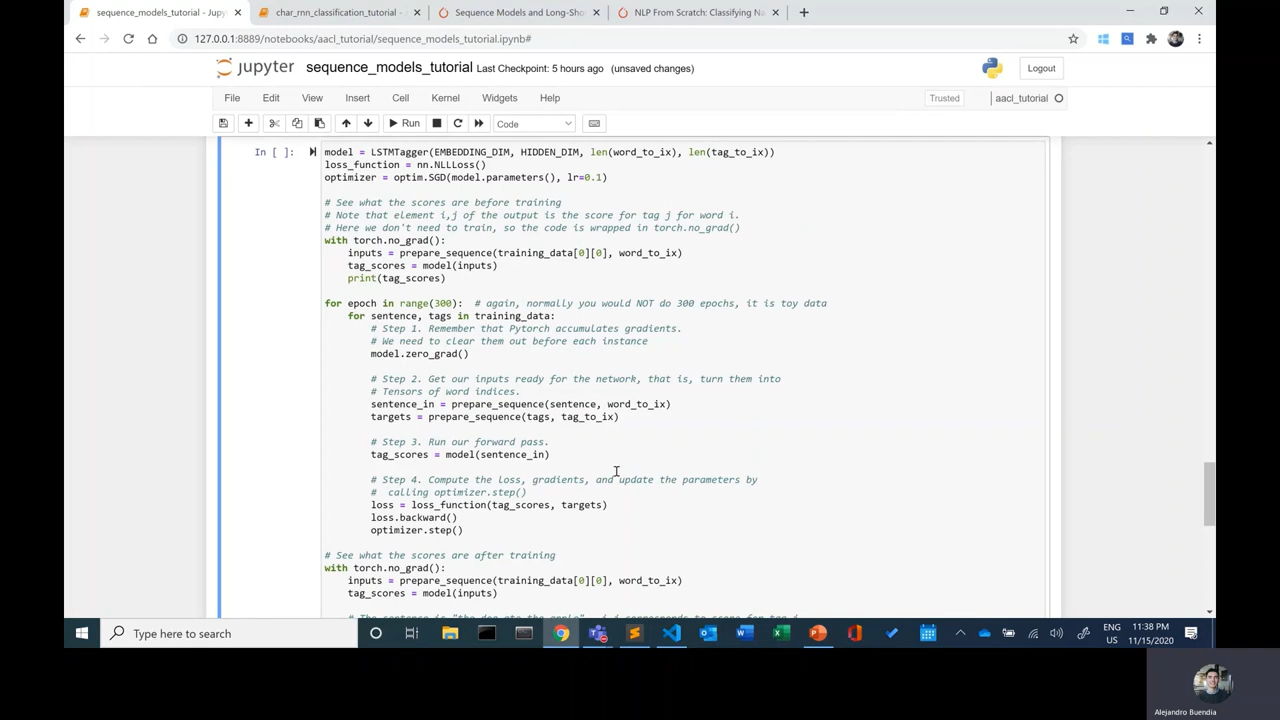 sequence_models_tutorial - Jupyt
char_rnn_classification_tutorial -
Sequence Models and Long-Sho
NLP From Scratch: Classifying Na
127.0.0.1:8889/notebooks/aacl_tutorial/sequence_models_tutorial.ipynb#
jupyter sequence_models_tutorial Last Checkpoint: 5 hours ago (unsaved changes) Logout
File Edit View Insert Cell Kernel Widgets Help Trusted aacl_tutorial
Run Code
In [ ]: model = LSTMTagger(EMBEDDING_DIM, HIDDEN_DIM, len(word_to_ix), len(tag_to_ix))
loss_function = nn.NLLLoss()
optimizer = optim.SGD(model.parameters(), lr=0.1)
# See what the scores are before training
# Note that element i,j of the output is the score for tag j for word i.
# Here we don't need to train, so the code is wrapped in torch.no_grad()
with torch.no_grad():
inputs = prepare_sequence(training_data[0][0], word_to_ix)
tag_scores = model(inputs)
print(tag_scores)
for epoch in range(300): # again, normally you would NOT do 300 epochs, it is toy data
for sentence, tags in training_data:
# Step 1. Remember that Pytorch accumulates gradients.
# We need to clear them out before each instance
model.zero_grad()
# Step 2. Get our inputs ready for the network, that is, turn them into
# Tensors of word indices.
sentence_in = prepare_sequence(sentence, word_to_ix)
targets = prepare_sequence(tags, tag_to_ix)
# Step 3. Run our forward pass.
tag_scores = model(sentence_in)
# Step 4. Compute the loss, gradients, and update the parameters by
# calling optimizer.step()
loss = loss_function(tag_scores, targets)
loss.backward()
optimizer.step()
# See what the scores are after training
with torch.no_grad():
inputs = prepare_sequence(training_data[0][0], word_to_ix)
tag_scores = model(inputs)
Type here to search
ENG
US
11:38 PM
11/15/2020
Alejandro Buendia